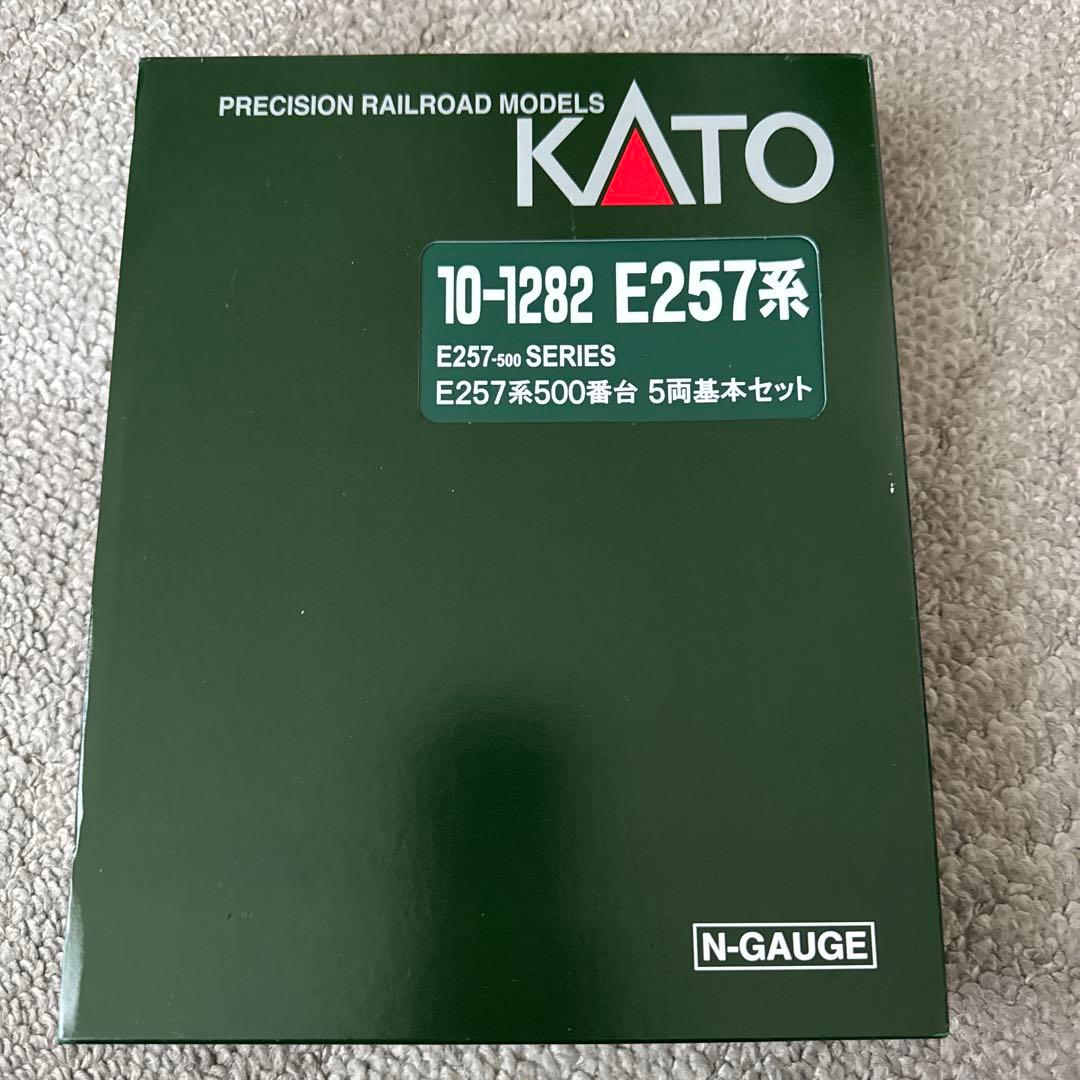 PRECISION RAILROAD MODELS
KATO
10-1282 E257系
E257-500 SERIES
E257系500番台 5両基本セット
N-GAUGE